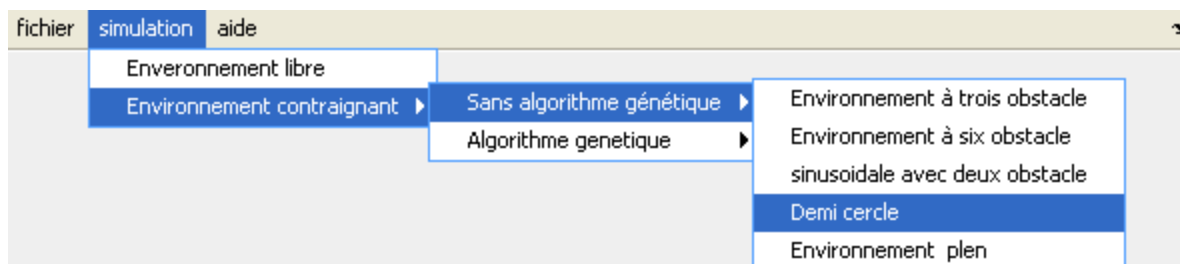 fichier simulation aide
Enveronnement libre
Environnement contraignant
Sans algorithme génétique
Algorithme genetique
Environnement à trois obstacle
Environnement à six obstacle
sinusoidale avec deux obstacle
Demi cercle
Environnement plen